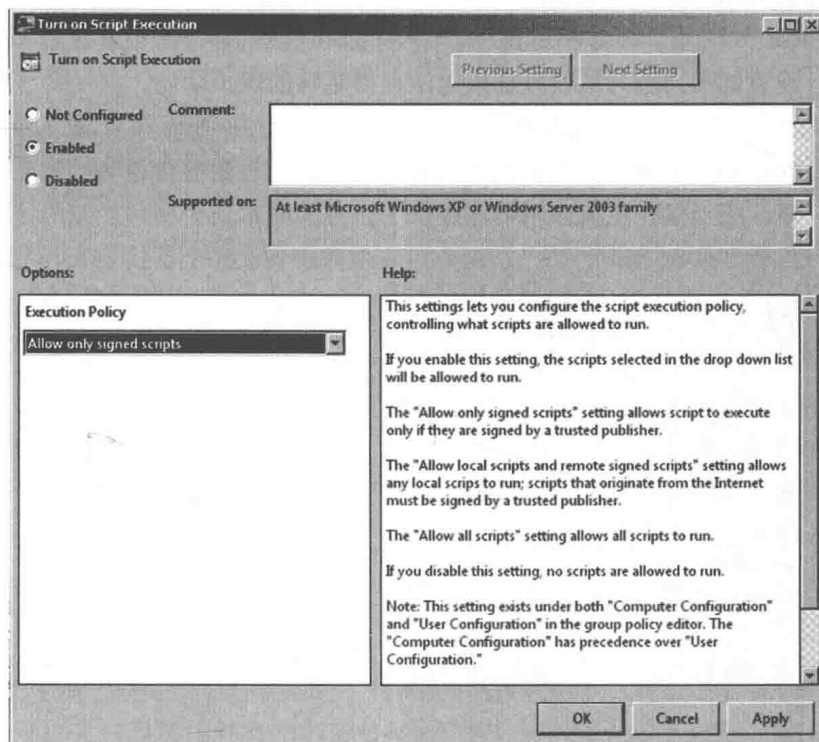 Turn on Script Execution
Turn on Script Execution
Previous Setting
Next Setting
Not Configured
Comment:
Enabled
Disabled
Supported on:
At least Microsoft Windows XP or Windows Server 2003 family
Options:
Help:
Execution Policy
Allow only signed scripts
This settings lets you configure the script execution policy,
controlling what scripts are allowed to run.
If you enable this setting, the scripts selected in the drop down list
will be allowed to run.
The "Allow only signed scripts" setting allows script to execute
only if they are signed by a trusted publisher.
The "Allow local scripts and remote signed scripts" setting allows
any local scrips to run; scripts that originate from the Internet
must be signed by a trusted publisher.
The "Allow all scripts" setting allows all scripts to run.
If you disable this setting, no scripts are allowed to run.
Note: This setting exists under both "Computer Configuration"
and "User Configuration" in the group policy editor. The
"Computer Configuration" has precedence over "User
Configuration."
OK
Cancel
Apply